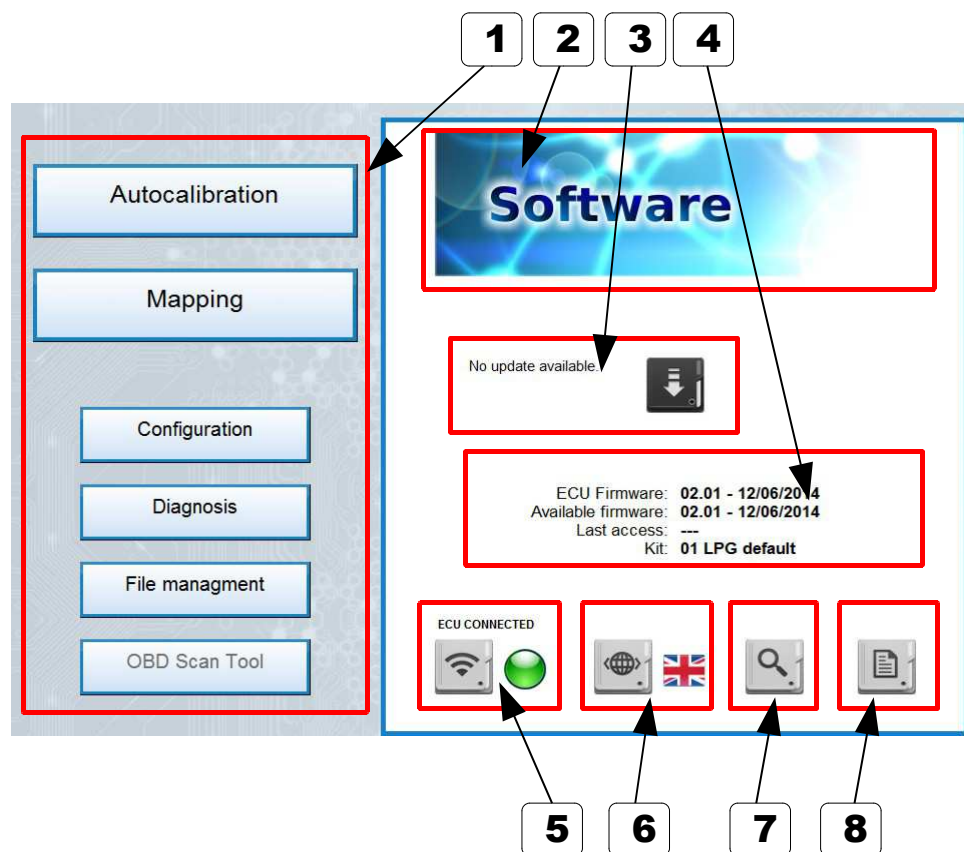 1 2 3 4
Autocalibration
Mapping
Configuration
Diagnosis
File managment
OBD Scan Tool
Software
No update available.
ECU Firmware: 02.01 - 12/06/2014
Available firmware: 02.01 - 12/06/2014
Last access: ---
Kit: 01 LPG default
ECU CONNECTED
5 6 7 8